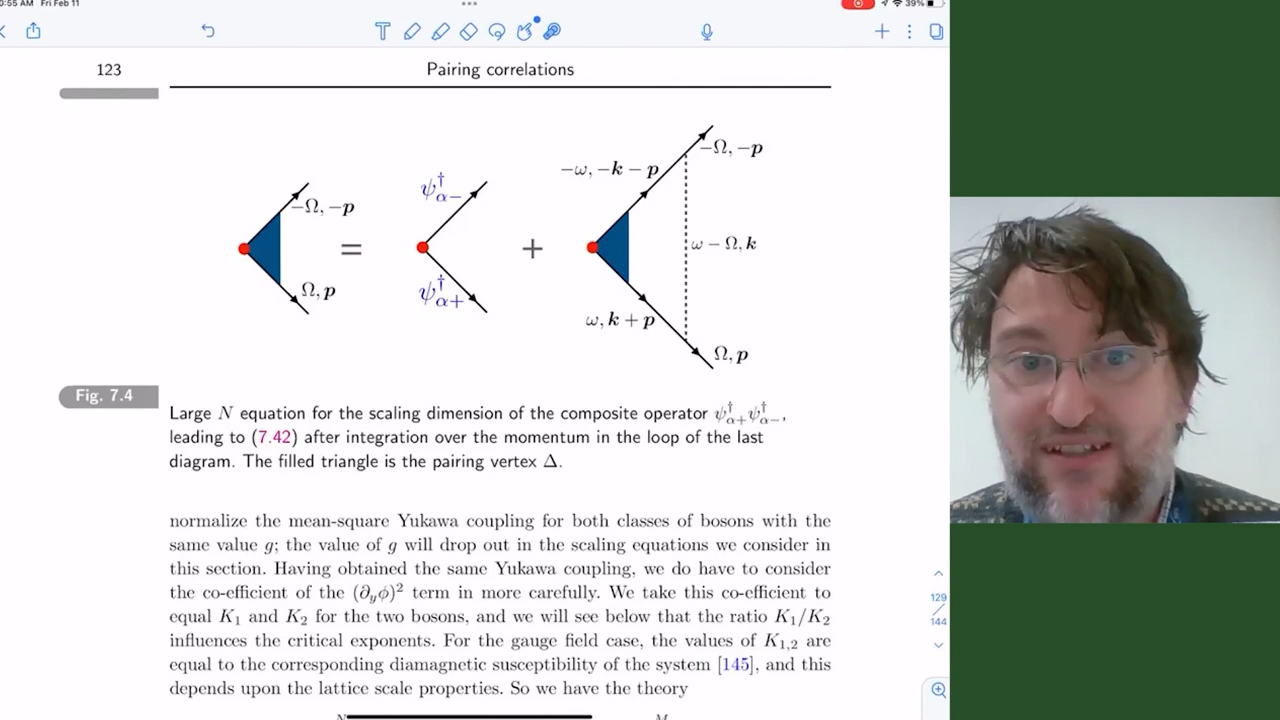 0:55 AM Fri Feb 11
39%
123
Pairing correlations
−Ω, −p
Ω, p
=
ψ†α−
ψ†α+
+
−ω, −k − p
−Ω, −p
ω − Ω, k
ω, k + p
Ω, p
Fig. 7.4
Large N equation for the scaling dimension of the composite operator ψ†α+ψ†α−,
leading to (7.42) after integration over the momentum in the loop of the last
diagram. The filled triangle is the pairing vertex Δ.
normalize the mean-square Yukawa coupling for both classes of bosons with the
same value g; the value of g will drop out in the scaling equations we consider in
this section. Having obtained the same Yukawa coupling, we do have to consider
the co-efficient of the (∂yϕ)² term in more carefully. We take this co-efficient to
equal K1 and K2 for the two bosons, and we will see below that the ratio K1/K2
influences the critical exponents. For the gauge field case, the values of K1,2 are
equal to the corresponding diamagnetic susceptibility of the system [145], and this
depends upon the lattice scale properties. So we have the theory
N
M
129
144